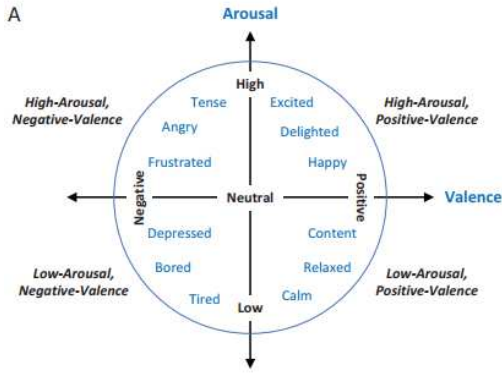 A
Arousal
High
High-Arousal,
Negative-Valence
Tense
Excited
High-Arousal,
Positive-Valence
Angry
Delighted
Frustrated
Happy
Negative
Neutral
Positive
Valence
Depressed
Content
Low-Arousal,
Negative-Valence
Bored
Relaxed
Low-Arousal,
Positive-Valence
Tired
Calm
Low